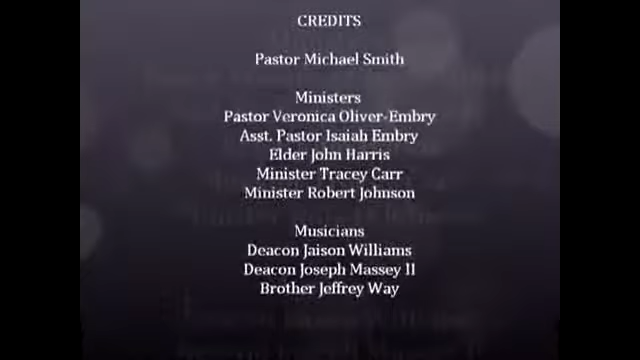 CREDITS
Pastor Michael Smith
Ministers
Pastor Veronica Oliver-Embry
Asst. Pastor Isaiah Embry
Elder John Harris
Minister Tracey Carr
Minister Robert Johnson
Musicians
Deacon Jaison Williams
Deacon Joseph Massey II
Brother Jeffrey Way